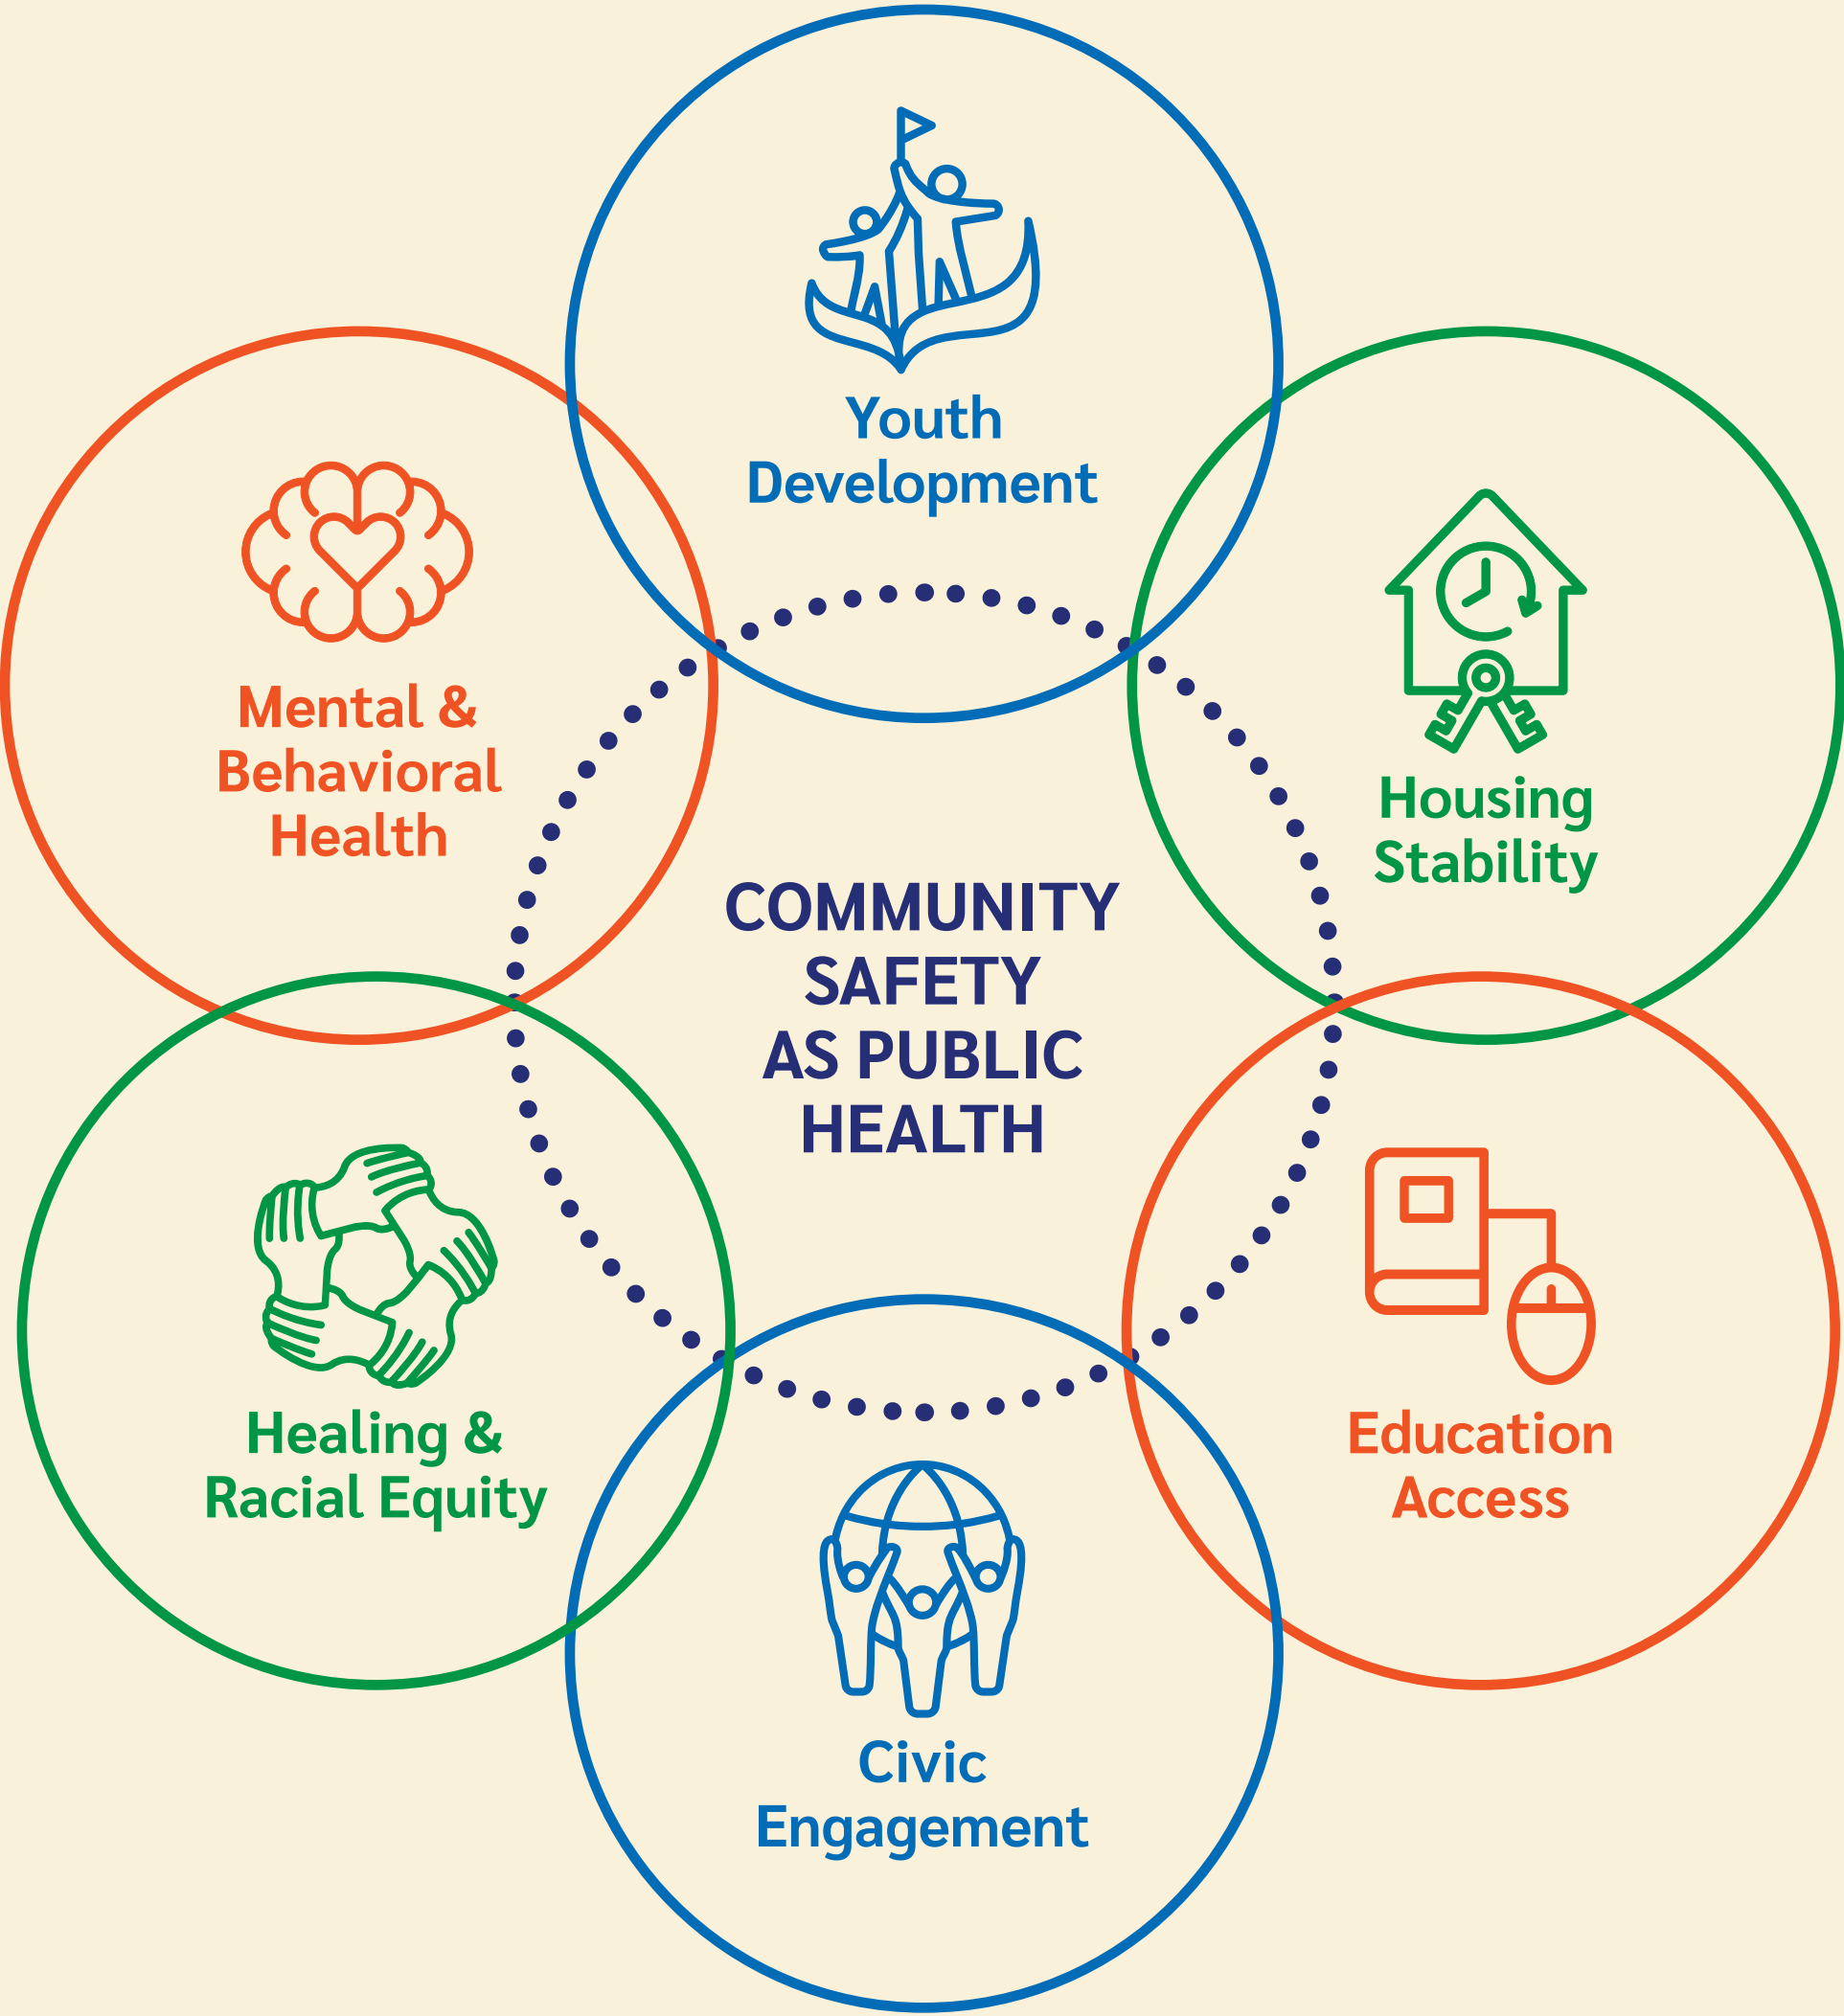 Youth
Development
Mental &
Behavioral
Health
Housing
Stability
COMMUNITY
SAFETY
AS PUBLIC
HEALTH
Healing &
Racial Equity
Education
Access
Civic
Engagement